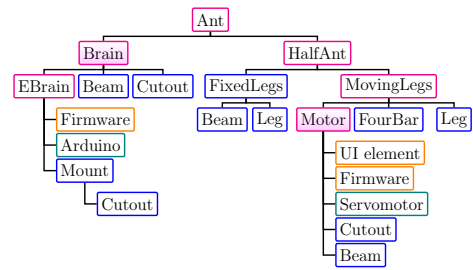 Ant
Brain HalfAnt
EBrain Beam Cutout FixedLegs MovingLegs
Firmware Beam Leg Motor FourBar Leg
Arduino
UI element
Mount
Firmware
Cutout Servomotor
Cutout
Beam